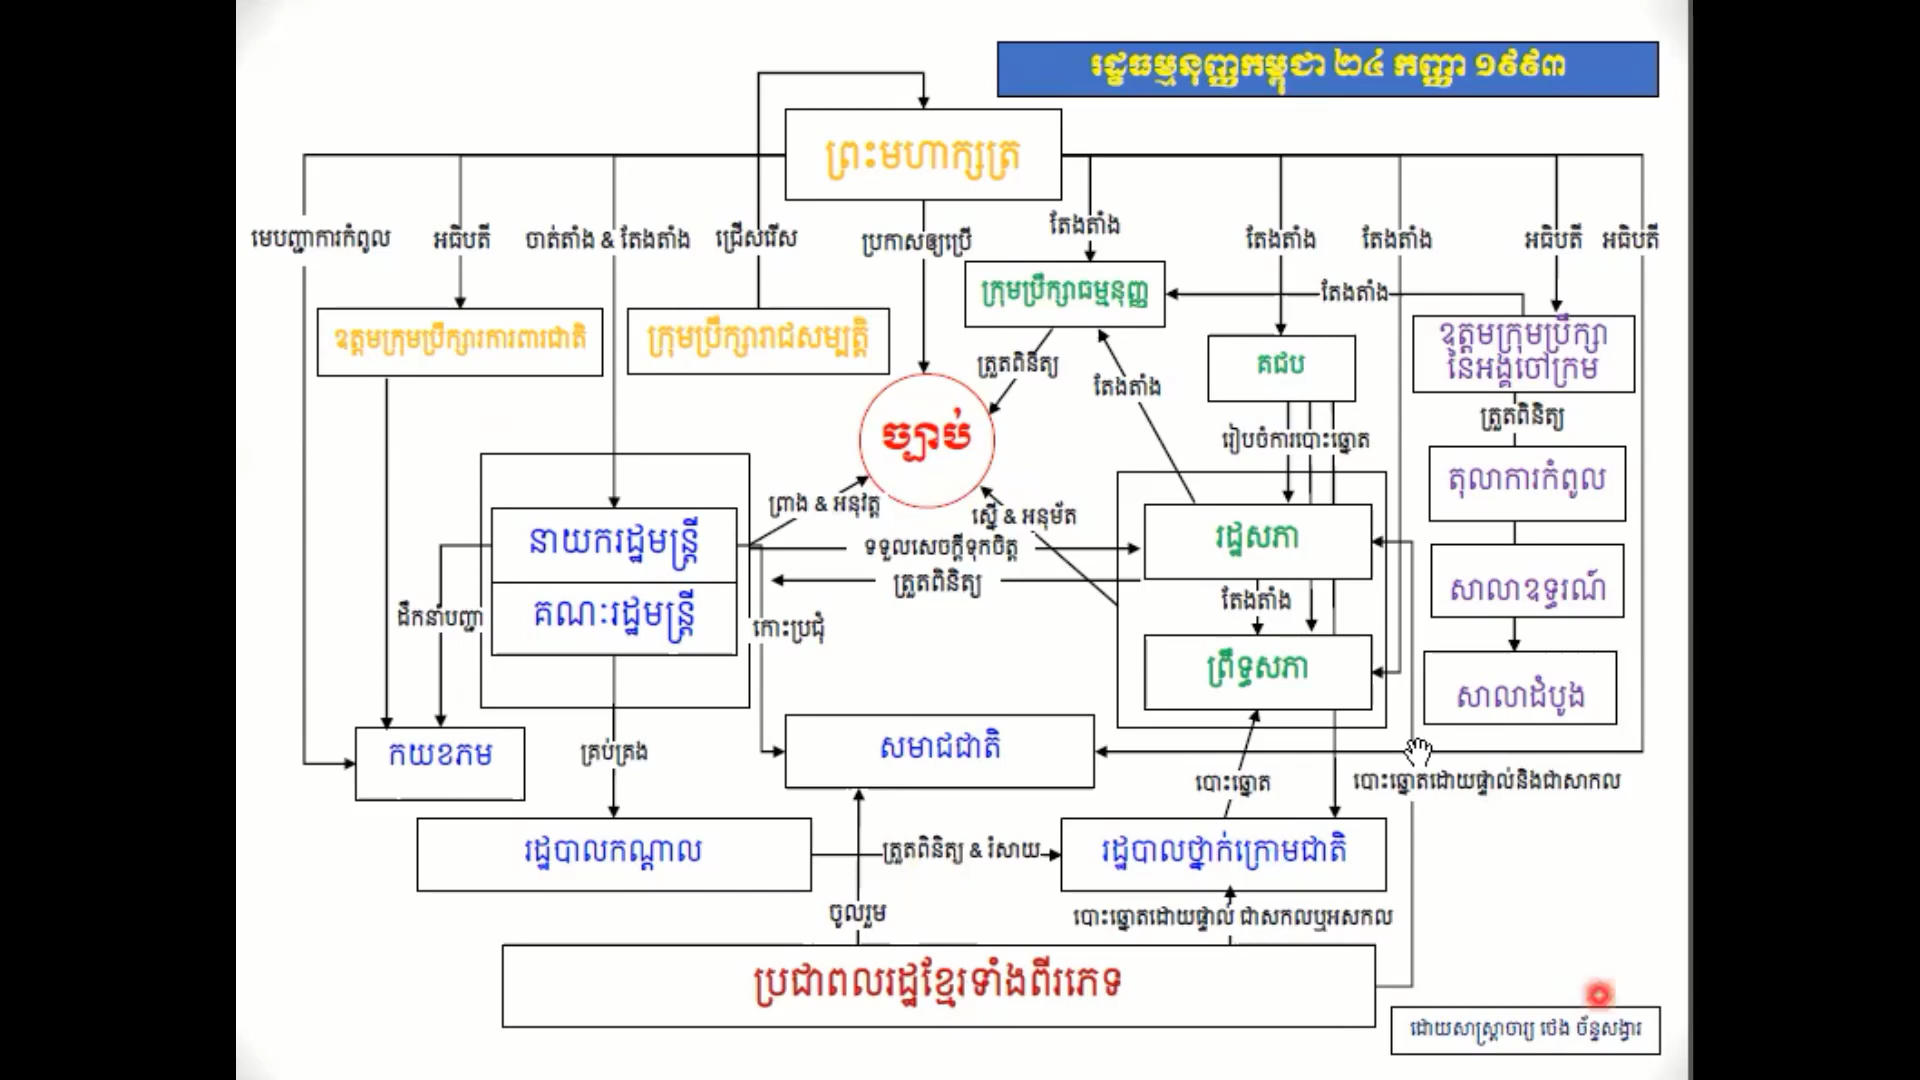 រដ្ឋធម្មនុញ្ញកម្ពុជា ២៤ កញ្ញា ១៩៩៣
ព្រះមហាក្សត្រ
មេបញ្ជាការកំពូល
អធិបតី
ចាត់តាំង & តែងតាំង
ជ្រើសរើស
ប្រកាសឲ្យប្រើ
តែងតាំង
តែងតាំង
តែងតាំង
អធិបតី
អធិបតី
ក្រុមប្រឹក្សាធម្មនុញ្ញ
តែងតាំង
ឧត្តមក្រុមប្រឹក្សារការពារជាតិ
ក្រុមប្រឹក្សារាជសម្បត្តិ
ត្រួតពិនិត្យ
តែងតាំង
គជប
ឧត្តមក្រុមប្រឹក្សា
នៃអង្គចៅក្រម
ត្រួតពិនិត្យ
ច្បាប់
រៀបចំការបោះឆ្នោត
តុលាការកំពូល
ព្រាង & អនុវត្ត
ស្នើ & អនុម័ត
នាយករដ្ឋមន្ត្រី
ទទួលសេចក្តីទុកចិត្ត
រដ្ឋសភា
ត្រួតពិនិត្យ
សាលាឧទ្ធរណ៍
ដឹកនាំបញ្ជា
គណៈរដ្ឋមន្ត្រី
កោះប្រជុំ
តែងតាំង
ព្រឹទ្ធសភា
សាលាដំបូង
កយខភម
គ្រប់គ្រង
សមាជជាតិ
បោះឆ្នោត
បោះឆ្នោតដោយផ្ទាល់និងជាសាកល
រដ្ឋបាលកណ្តាល
ត្រួតពិនិត្យ & រំសាយ
រដ្ឋបាលថ្នាក់ក្រោមជាតិ
ចូលរួម
បោះឆ្នោតដោយផ្ទាល់ ជាសកលឬអសកល
ប្រជាពលរដ្ឋខ្មែរទាំងពីរភេទ
ដោយសាស្ត្រាចារ្យ ថេង ច័ន្ទសង្វារ